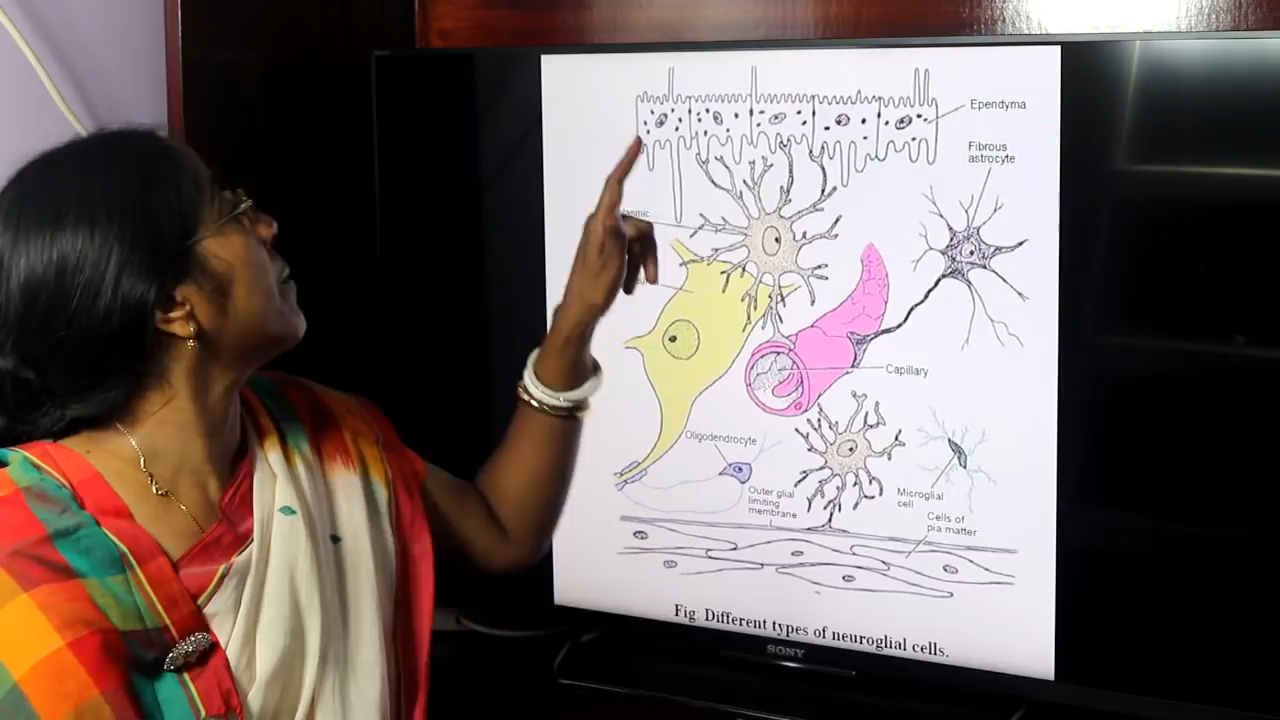 Ependyma
Fibrous
astrocyte
Capillary
Oligodendrocyte
Outer glial
limiting
membrane
Microglial
cell
Cells of
pia matter
Fig: Different types of neuroglial cells.
SONY